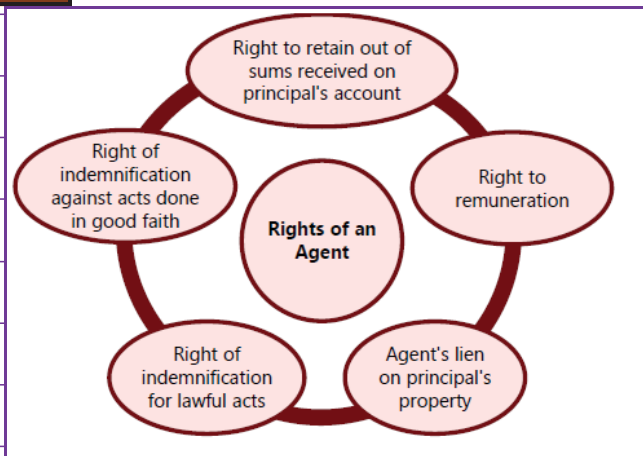 Right to retain out of
sums received on
principal's account
Right to
remuneration
Agent's lien
on principal's
property
Right of
indemnification
for lawful acts
Right of
indemnification
against acts done
in good faith
Rights of an
Agent